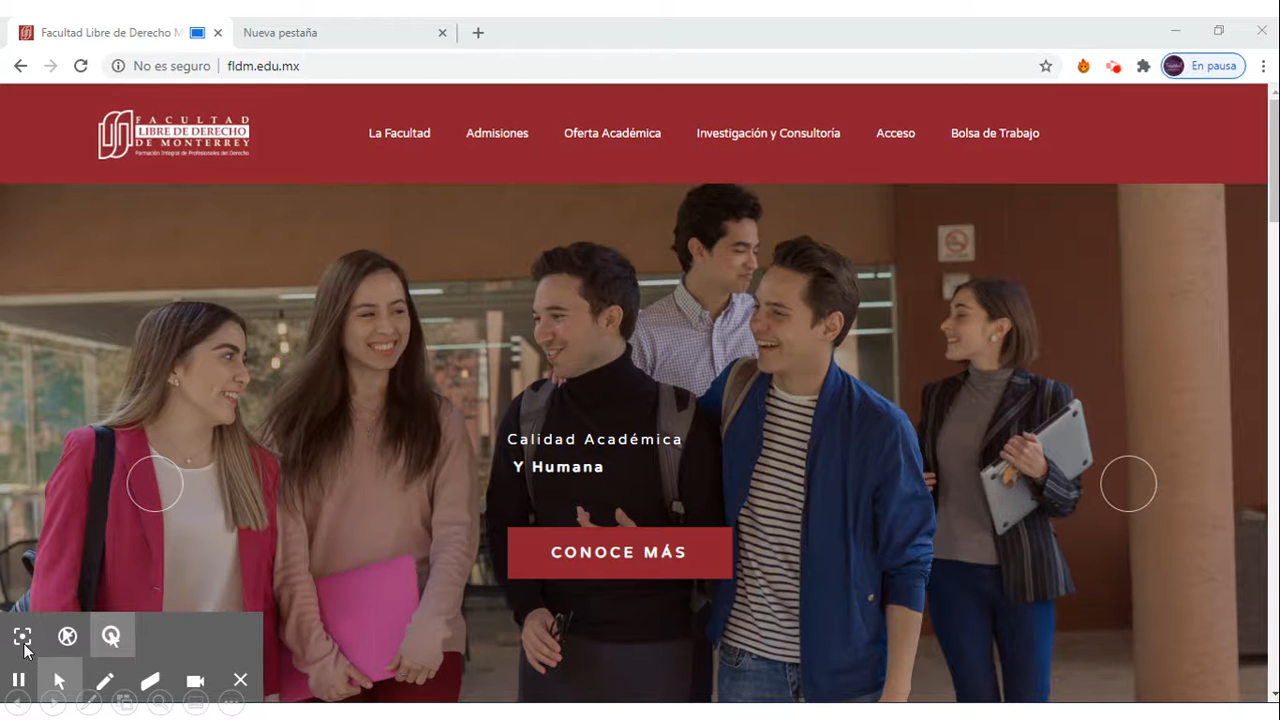 Facultad Libre de Derecho M
Nueva pestaña
No es seguro
fldm.edu.mx
En pausa
FACULTAD
LIBRE DE DERECHO
DE MONTERREY
Formación Integral de Profesionales del Derecho
La Facultad
Admisiones
Oferta Académica
Investigación y Consultoría
Acceso
Bolsa de Trabajo
Calidad Académica
Y Humana
CONOCE MÁS